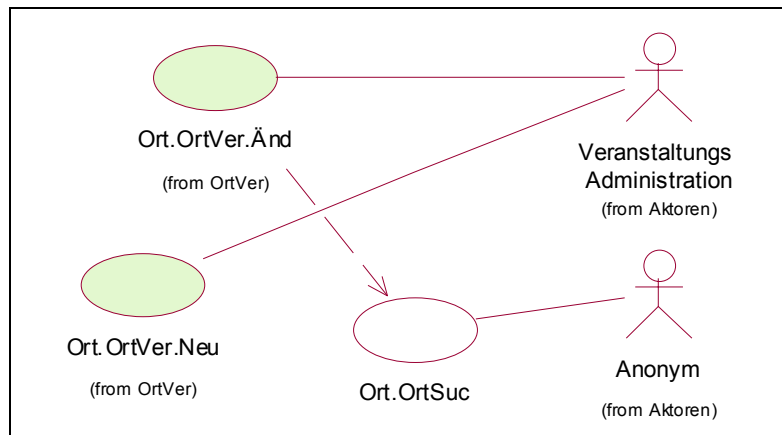 Ort.OrtVer.Änd
(from OrtVer)
Veranstaltungs
Administration
(from Aktoren)
Ort.OrtVer.Neu
(from OrtVer)
Ort.OrtSuc
Anonym
(from Aktoren)